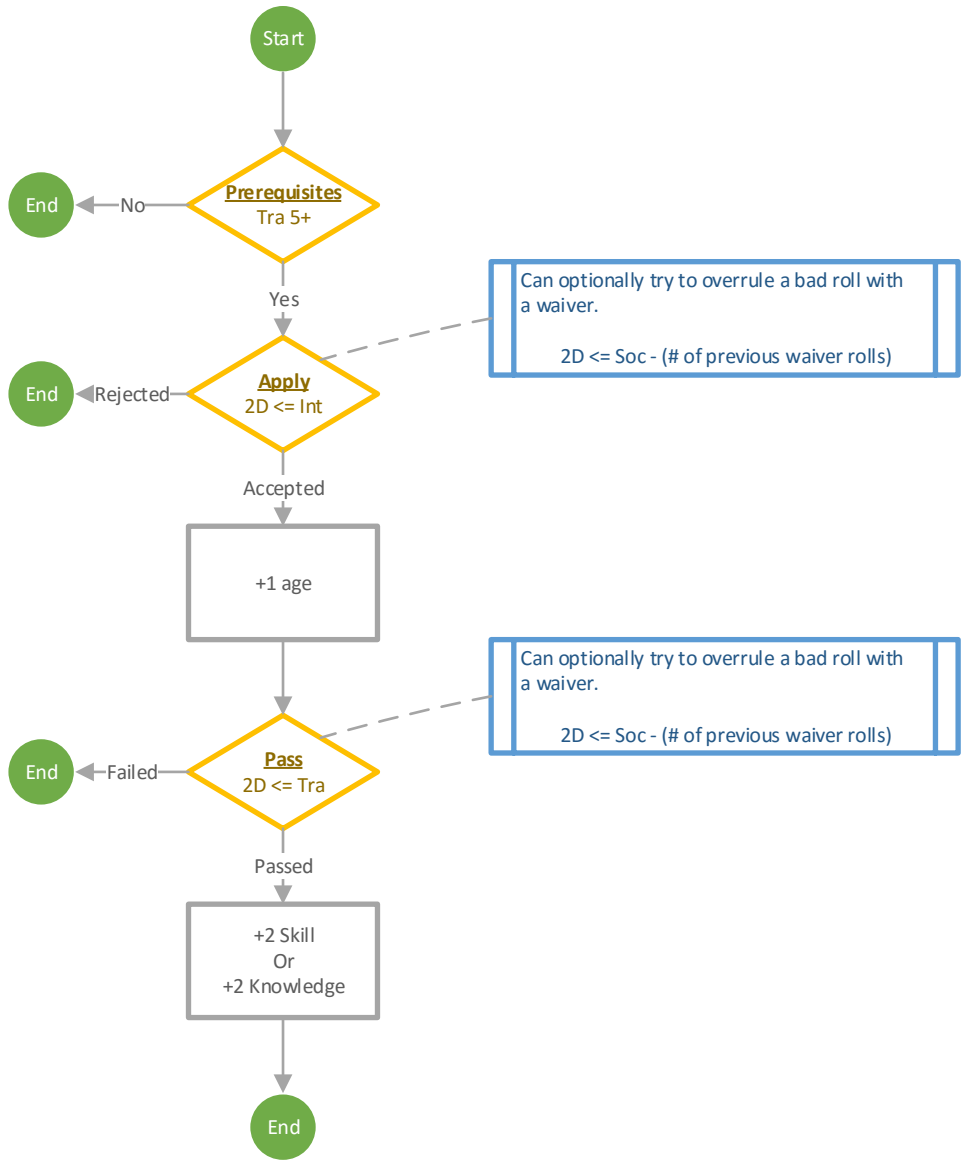 Start
Prerequisites
Tra 5+
No
End
Yes
Can optionally try to overrule a bad roll with
a waiver.
2D <= Soc - (# of previous waiver rolls)
Apply
2D <= Int
Rejected
End
Accepted
+1 age
Can optionally try to overrule a bad roll with
a waiver.
2D <= Soc - (# of previous waiver rolls)
Pass
2D <= Tra
Failed
End
Passed
+2 Skill
Or
+2 Knowledge
End